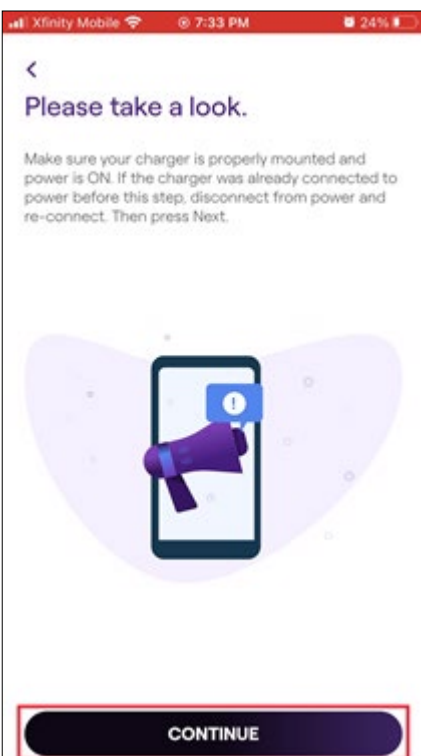 Xfinity Mobile 7:33 PM 24%
Please take a look.
Make sure your charger is properly mounted and
power is ON. If the charger was already connected to
power before this step, disconnect from power and
re-connect. Then press Next.
!
CONTINUE